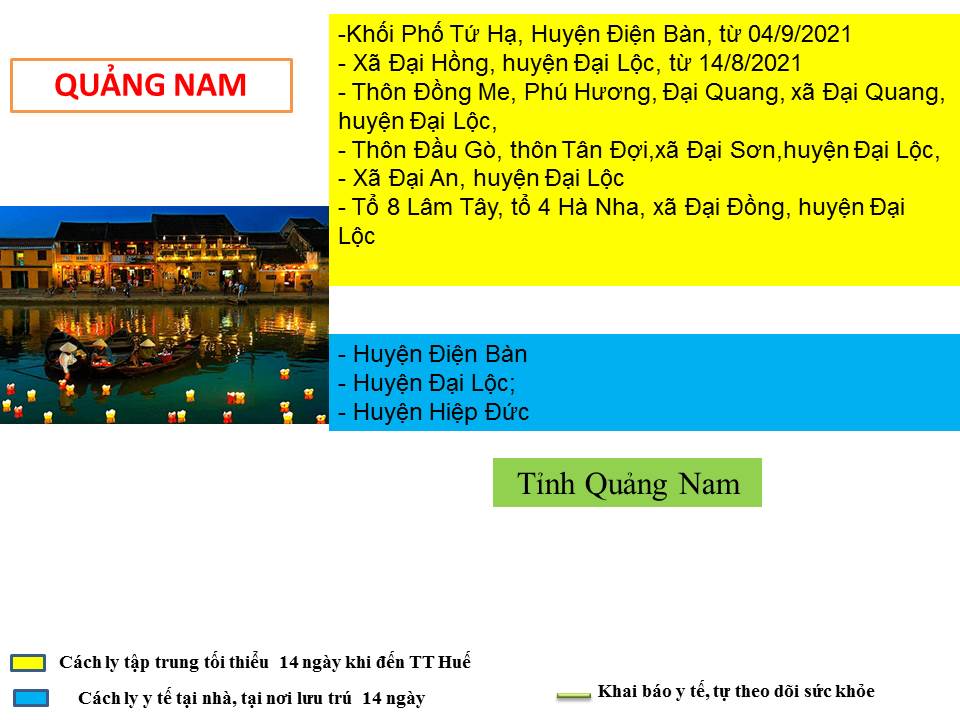 QUẢNG NAM
-Khối Phố Tứ Hạ, Huyện Điện Bàn, từ 04/9/2021
- Xã Đại Hồng, huyện Đại Lộc, từ 14/8/2021
- Thôn Đồng Me, Phú Hương, Đại Quang, xã Đại Quang,
huyện Đại Lộc,
- Thôn Đầu Gò, thôn Tân Đợi,xã Đại Sơn,huyện Đại Lộc,
- Xã Đại An, huyện Đại Lộc
- Tổ 8 Lâm Tây, tổ 4 Hà Nha, xã Đại Đồng, huyện Đại
Lộc
- Huyện Điện Bàn
- Huyện Đại Lộc;
- Huyện Hiệp Đức
Tỉnh Quảng Nam
Cách ly tập trung tối thiểu 14 ngày khi đến TT Huế
Cách ly y tế tại nhà, tại nơi lưu trú 14 ngày
Khai báo y tế, tự theo dõi sức khỏe